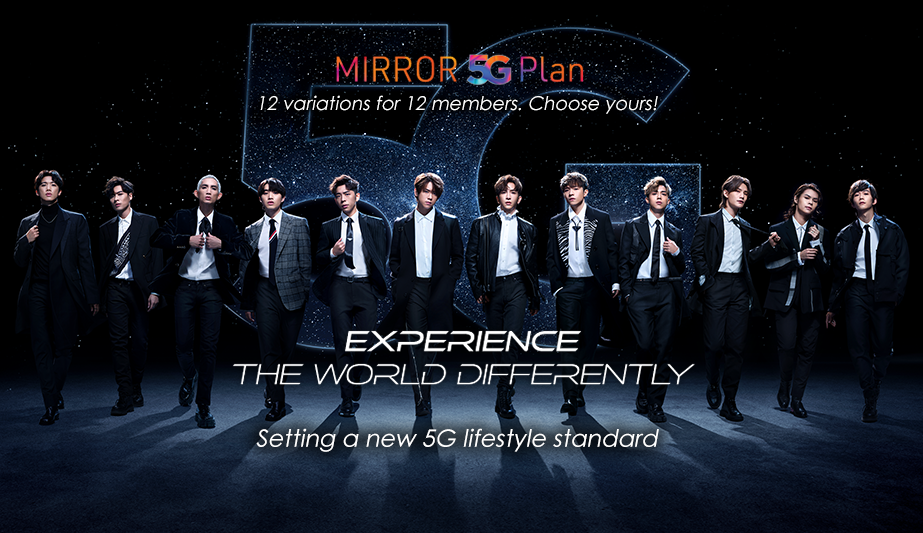 MIRROR 5G Plan
12 variations for 12 members. Choose yours!
5G
EXPERIENCE
THE WORLD DIFFERENTLY
Setting a new 5G lifestyle standard